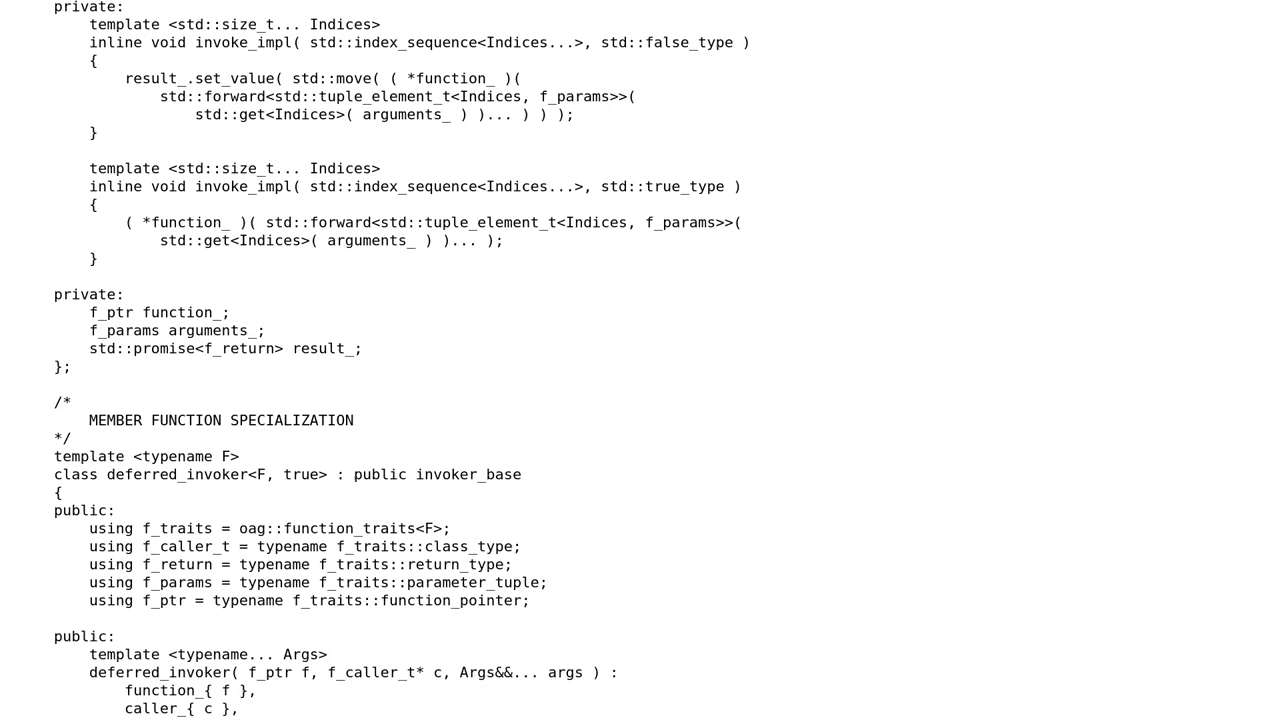 private:
    template <std::size_t... Indices>
    inline void invoke_impl( std::index_sequence<Indices...>, std::false_type )
    {
        result_.set_value( std::move( ( *function_ )(
            std::forward<std::tuple_element_t<Indices, f_params>>(
                std::get<Indices>( arguments_ ) )... ) ) );
    }

    template <std::size_t... Indices>
    inline void invoke_impl( std::index_sequence<Indices...>, std::true_type )
    {
        ( *function_ )( std::forward<std::tuple_element_t<Indices, f_params>>(
            std::get<Indices>( arguments_ ) )... );
    }

private:
    f_ptr function_;
    f_params arguments_;
    std::promise<f_return> result_;
};

/*
    MEMBER FUNCTION SPECIALIZATION
*/
template <typename F>
class deferred_invoker<F, true> : public invoker_base
{
public:
    using f_traits = oag::function_traits<F>;
    using f_caller_t = typename f_traits::class_type;
    using f_return = typename f_traits::return_type;
    using f_params = typename f_traits::parameter_tuple;
    using f_ptr = typename f_traits::function_pointer;

public:
    template <typename... Args>
    deferred_invoker( f_ptr f, f_caller_t* c, Args&&... args ) :
        function_{ f },
        caller_{ c },